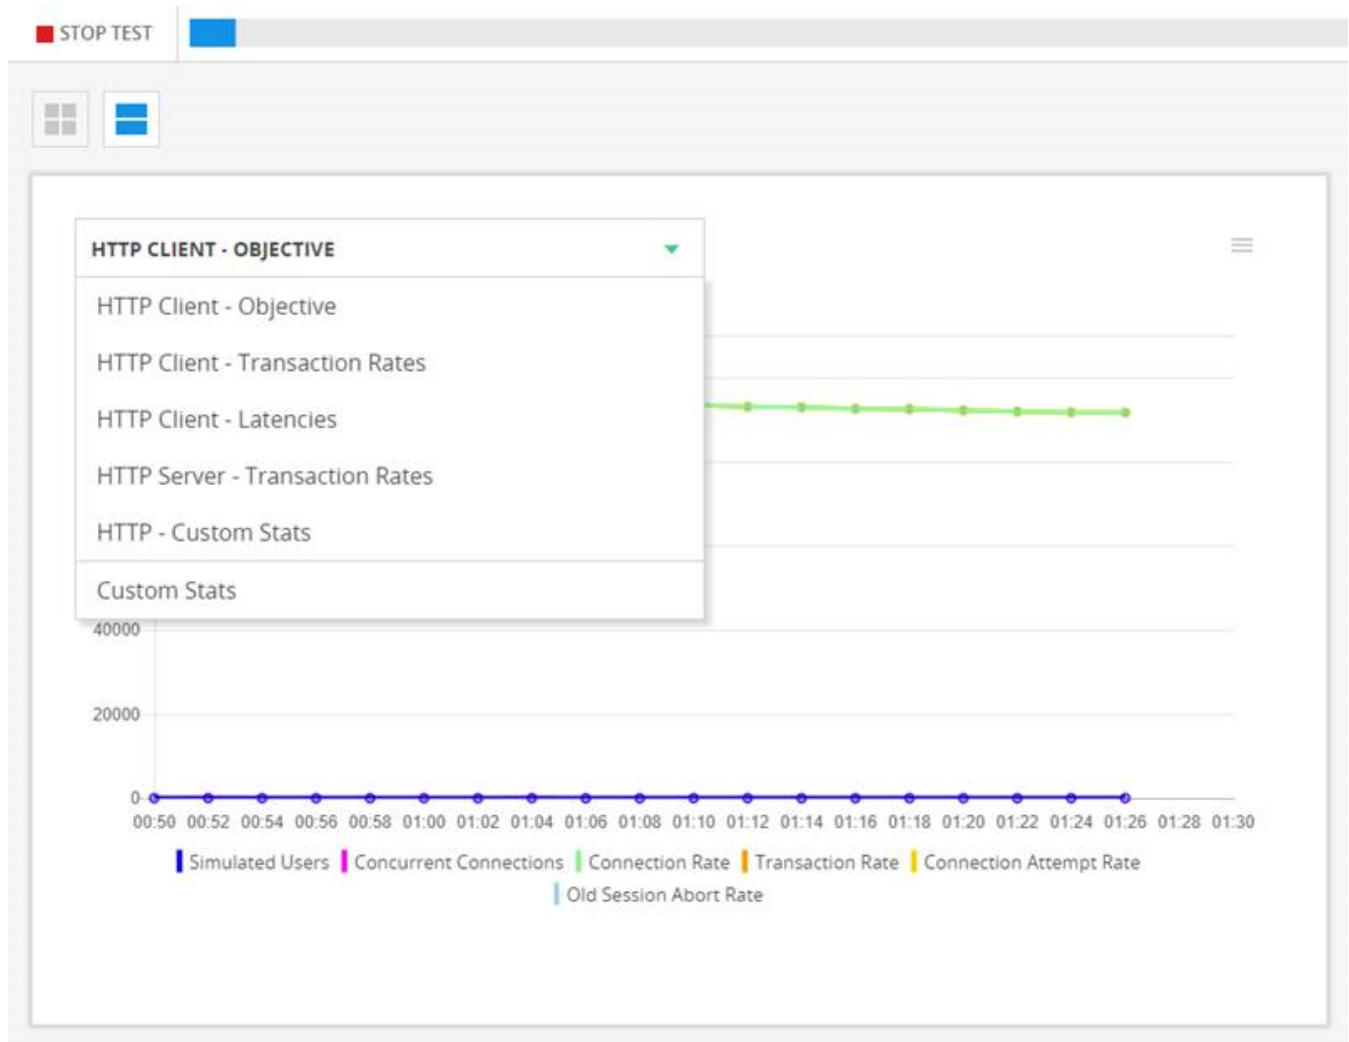 STOP TEST
HTTP CLIENT - OBJECTIVE
HTTP Client - Objective
HTTP Client - Transaction Rates
HTTP Client - Latencies
HTTP Server - Transaction Rates
HTTP - Custom Stats
Custom Stats
40000
20000
0
00:50 00:52 00:54 00:56 00:58 01:00 01:02 01:04 01:06 01:08 01:10 01:12 01:14 01:16 01:18 01:20 01:22 01:24 01:26 01:28 01:30
Simulated Users Concurrent Connections Connection Rate Transaction Rate Connection Attempt Rate
Old Session Abort Rate